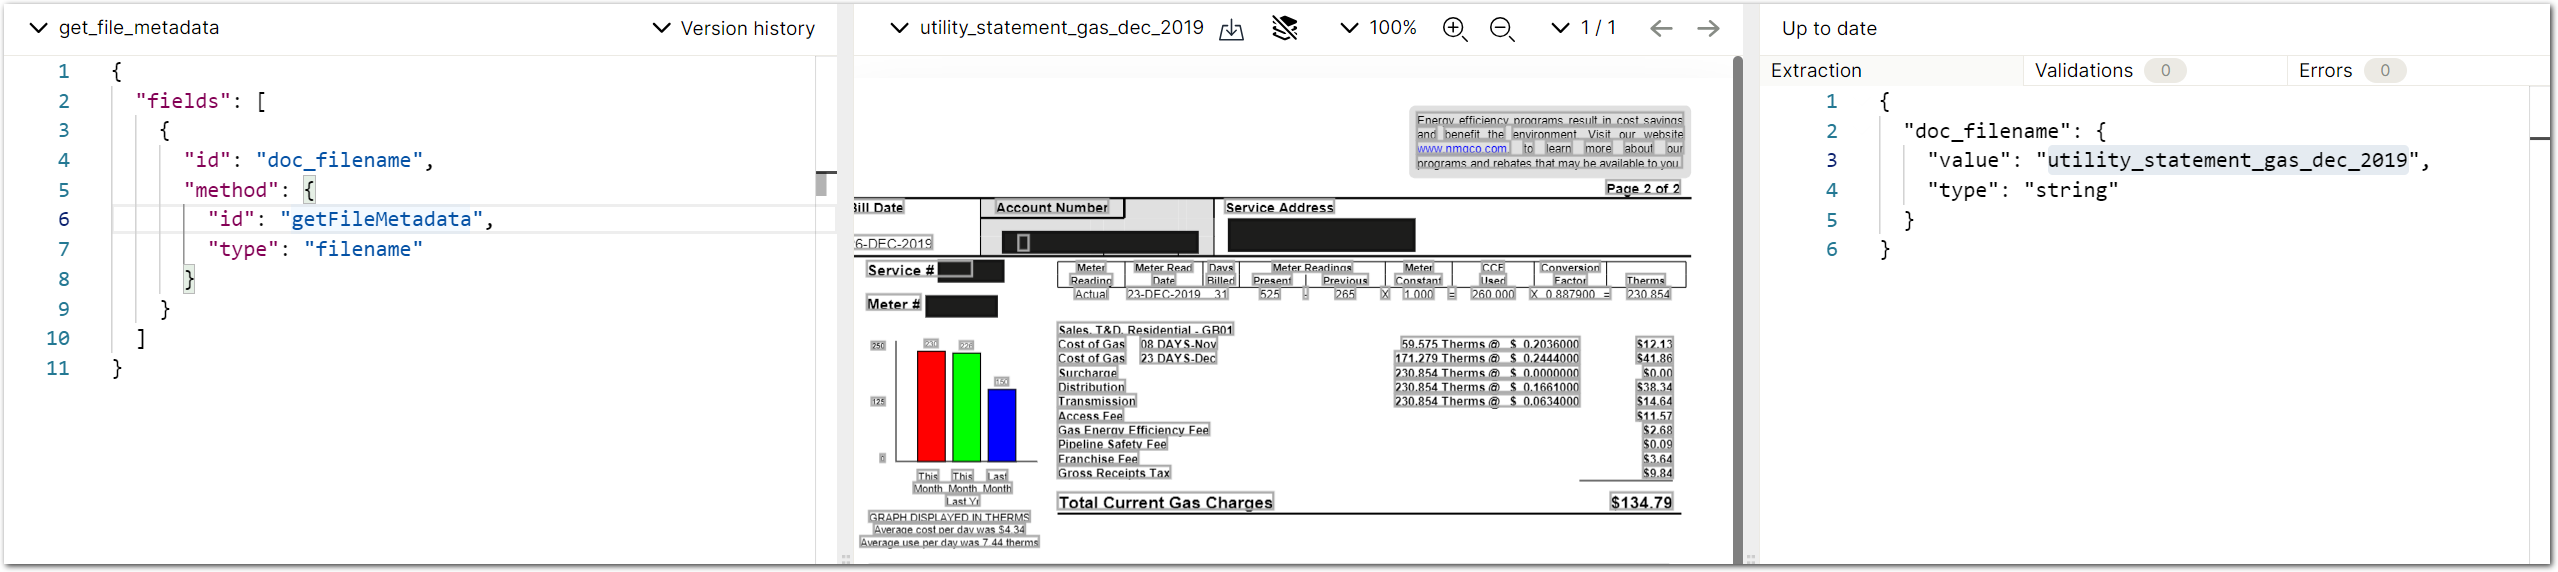 get_file_metadata
Version history
1 {
2 "fields": [
3 {
4 "id": "doc_filename",
5 "method": {
6 "id": "getFileMetadata",
7 "type": "filename"
8 }
9 }
10 ]
11 }
utility_statement_gas_dec_2019
100%
1 / 1
Energy efficiency programs result in cost savings
and benefit the environment. Visit our website
www.nmgco.com. to learn more about our
programs and rebates that may be available to you.
Page 2 of 2
Bill Date Account Number Service Address
6-DEC-2019
Service #
Meter #
Meter Meter Read Days Meter Readings Meter CCF Conversion
Reading Date Billed Present Previous Constant Used Factor Therms
Actual 23-DEC-2019 31 525 - 265 X 1.000 = 260.000 X 0.887900 = 230.854
Sales, T&D, Residential - GB01
Cost of Gas 08 DAYS-Nov 59.575 Therms @ $ 0.2036000 $12.13
Cost of Gas 23 DAYS-Dec 171.279 Therms @ $ 0.2444000 $41.86
Surcharge 230.854 Therms @ $ 0.0000000 $0.00
Distribution 230.854 Therms @ $ 0.1661000 $38.34
Transmission 230.854 Therms @ $ 0.0634000 $14.64
Access Fee $11.57
Gas Energy Efficiency Fee $2.68
Pipeline Safety Fee $0.09
Franchise Fee $3.64
Gross Receipts Tax $9.84
Total Current Gas Charges $134.79
250
125
0
150
This This Last
Month Month Month
Last Yr
GRAPH DISPLAYED IN THERMS
Average cost per day was $4.34
Average use per day was 7.44 therms
Up to date
Extraction Validations 0 Errors 0
1 {
2 "doc_filename": {
3 "value": "utility_statement_gas_dec_2019",
4 "type": "string"
5 }
6 }